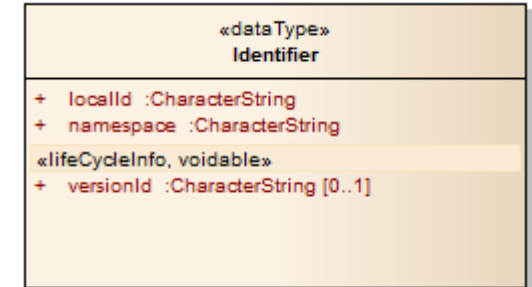 «dataType»
Identifier
+ localId :CharacterString
+ namespace :CharacterString
«lifeCycleInfo, voidable»
+ versionId :CharacterString [0..1]